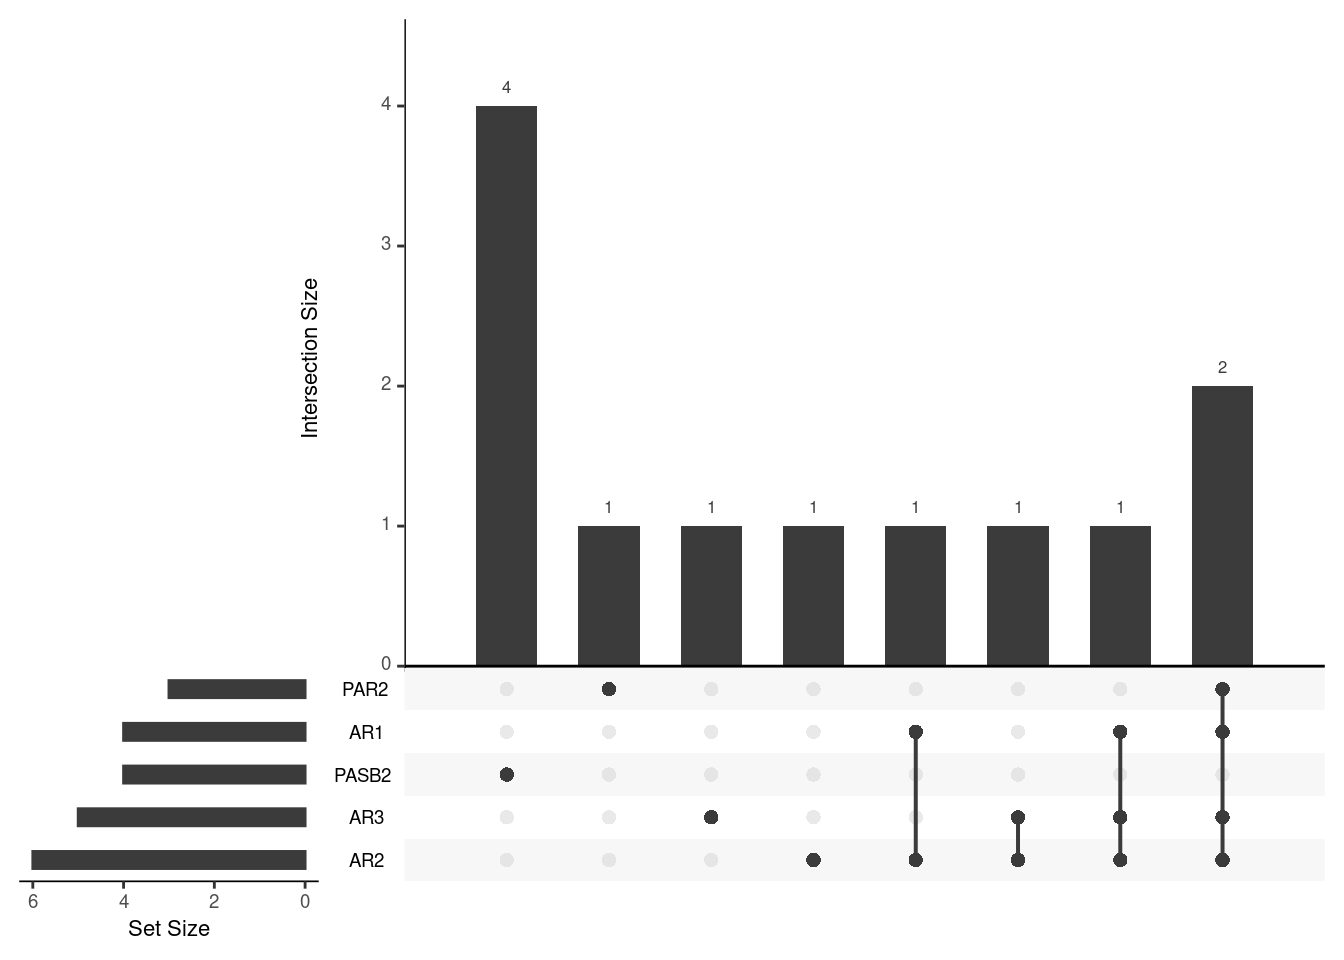 4
4
3
Intersection Size
2
2
1 1 1 1 1 1
1
0
PAR2
AR1
PASB2
AR3
AR2
6 4 2 0
Set Size